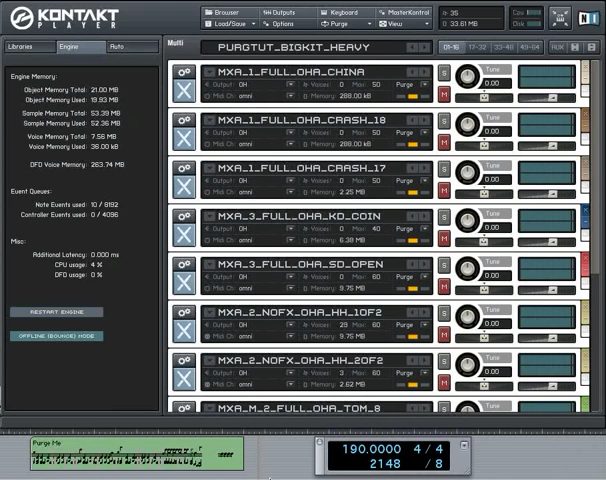 KONTAKT
PLAYER
Browser
Outputs
Keyboard
MasterKontrol
35
Cpu
Load/Save
Options
Purge
View
33.61 MB
Disk
NI
Libraries
Engine
Auto
Multi
PURGTUT_BIGKIT_HEAVY
01-16
17-32
33-48
49-64
AUX
Engine Memory:
Object Memory Total: 21.00 MB
Object Memory Used: 19.93 MB
Sample Memory Total: 53.39 MB
Sample Memory Used: 52.36 MB
Voice Memory Total: 7.56 MB
Voice Memory Used: 36.00 kB
DFD Voice Memory: 263.74 MB
Event Queues:
Note Events used: 10 / 8192
Controller Events used: 0 / 4096
Misc:
Additional Latency: 0.000 ms
CPU usage: 4 %
DFD usage: 0 %
RESTART ENGINE
OFFLINE (BOUNCE) MODE
MXA_1_FULL_OHA_CHINA
Output: OH Voices: 0 Max: 50 Purge
Midi Ch: omni 288.00 kB
S
M
Tune
0.00
MXA_1_FULL_OHA_CRASH_18
Output: OH Voices: 0 Max: 50 Purge
Midi Ch: omni 288.00 kB
S
M
Tune
0.00
MXA_1_FULL_OHA_CRASH_17
Output: OH Voices: 0 Max: 50 Purge
Midi Ch: omni 2.25 MB
S
M
Tune
0.00
MXA_3_FULL_OHA_KD_COIN
Output: OH Voices: 0 Max: 40 Purge
Midi Ch: omni 6.38 MB
S
M
Tune
0.00
MXA_3_FULL_OHA_SD_OPEN
Output: OH Voices: 0 Max: 60 Purge
Midi Ch: omni 9.75 MB
S
M
Tune
0.00
MXA_2_NOFX_OHA_HH_1OF2
Output: OH Voices: 29 Max: 60 Purge
Midi Ch: omni 9.75 MB
S
M
Tune
0.00
MXA_2_NOFX_OHA_HH_2OF2
Output: OH Voices: 3 Max: 60 Purge
Midi Ch: omni 2.62 MB
S
M
Tune
0.00
MXA_M_2_FULL_OHA_TOM_8
S
Tune
Purge Me
190.0000 4 / 4
2148 / 8